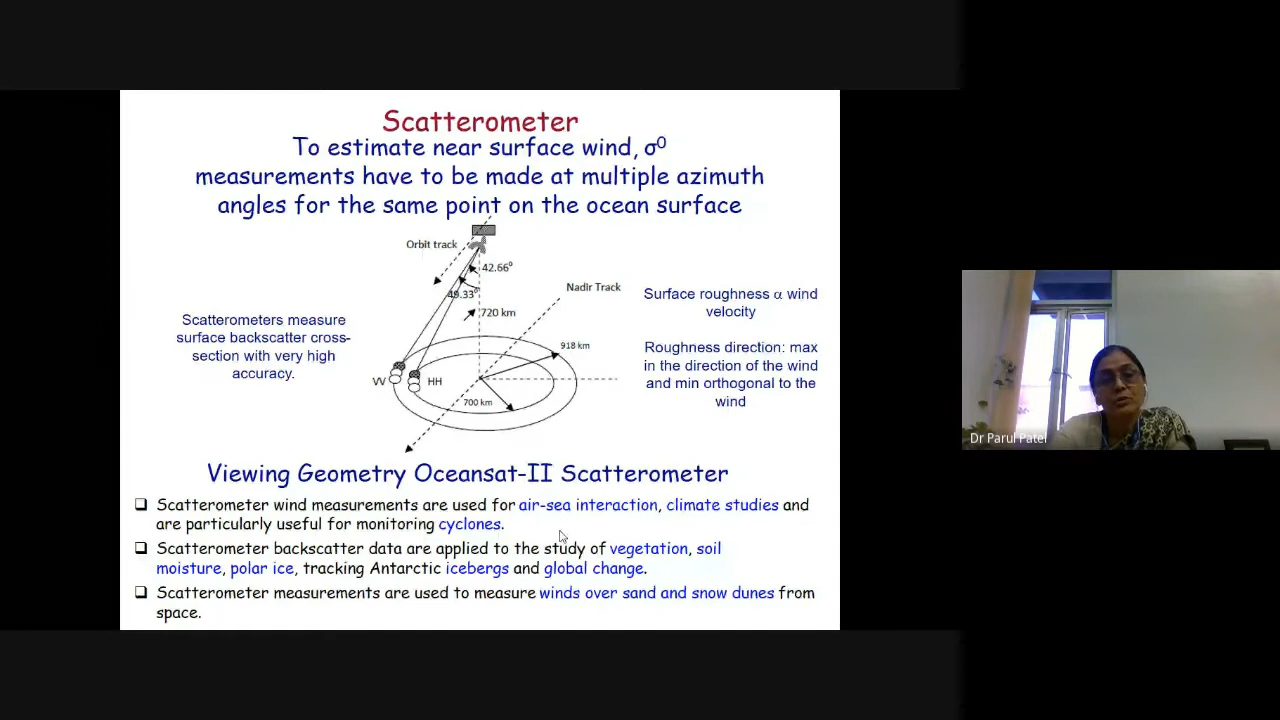 Scatterometer
To estimate near surface wind, σ⁰
measurements have to be made at multiple azimuth
angles for the same point on the ocean surface
Orbit track
42.66⁰
49.33⁰
720 km
Nadir Track
918 km
700 km
VV
HH
Scatterometers measure
surface backscatter cross-
section with very high
accuracy.
Surface roughness α wind
velocity
Roughness direction: max
in the direction of the wind
and min orthogonal to the
wind
Viewing Geometry Oceansat-II Scatterometer
❑ Scatterometer wind measurements are used for air-sea interaction, climate studies and
are particularly useful for monitoring cyclones.
❑ Scatterometer backscatter data are applied to the study of vegetation, soil
moisture, polar ice, tracking Antarctic icebergs and global change.
❑ Scatterometer measurements are used to measure winds over sand and snow dunes from
space.
Dr Parul Patel